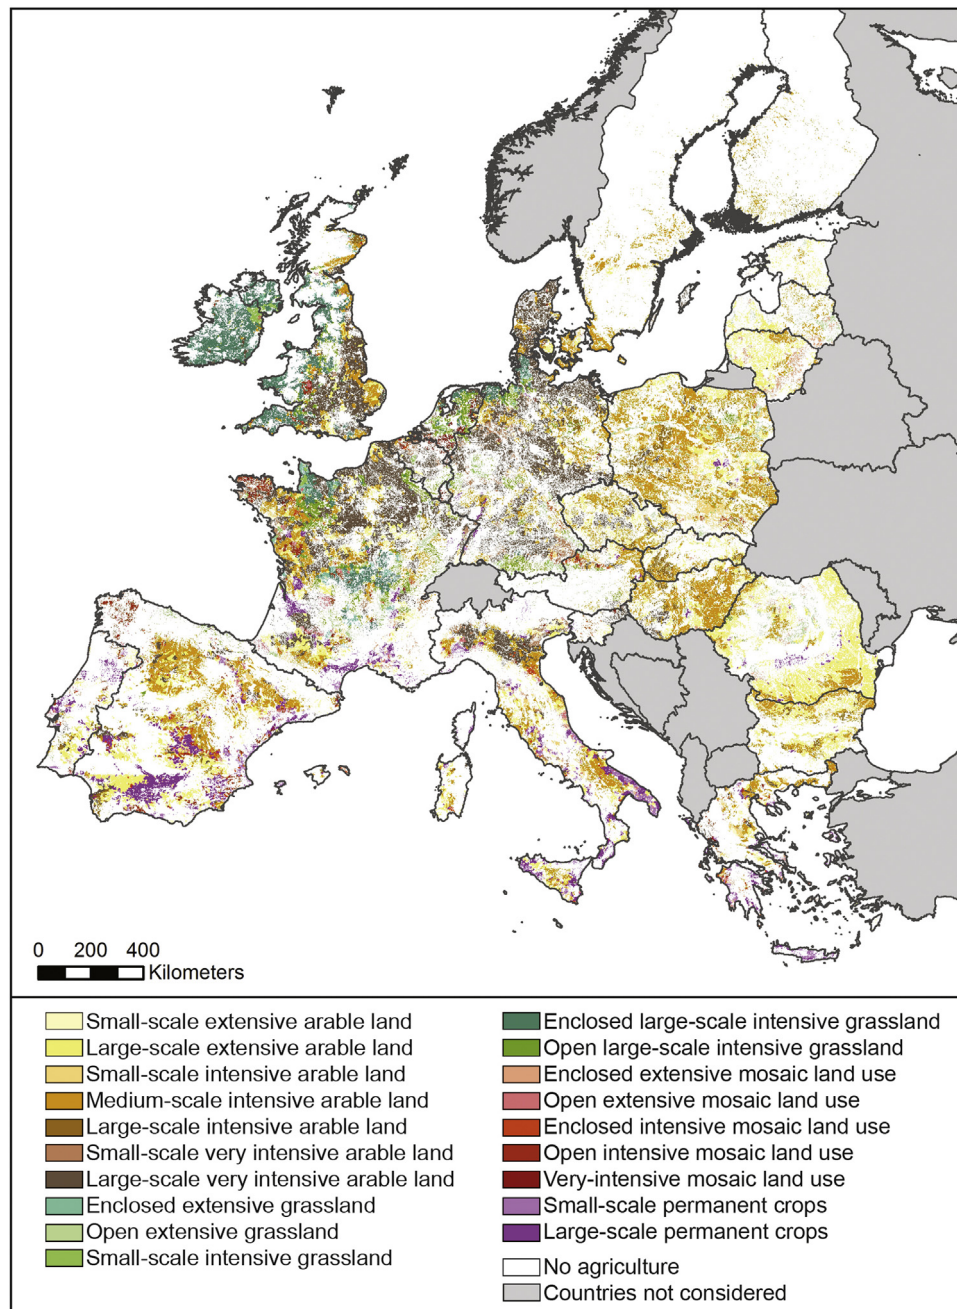 0 200 400
Kilometers
Small-scale extensive arable land
Large-scale extensive arable land
Small-scale intensive arable land
Medium-scale intensive arable land
Large-scale intensive arable land
Small-scale very intensive arable land
Large-scale very intensive arable land
Enclosed extensive grassland
Open extensive grassland
Small-scale intensive grassland
Enclosed large-scale intensive grassland
Open large-scale intensive grassland
Enclosed extensive mosaic land use
Open extensive mosaic land use
Enclosed intensive mosaic land use
Open intensive mosaic land use
Very-intensive mosaic land use
Small-scale permanent crops
Large-scale permanent crops
No agriculture
Countries not considered